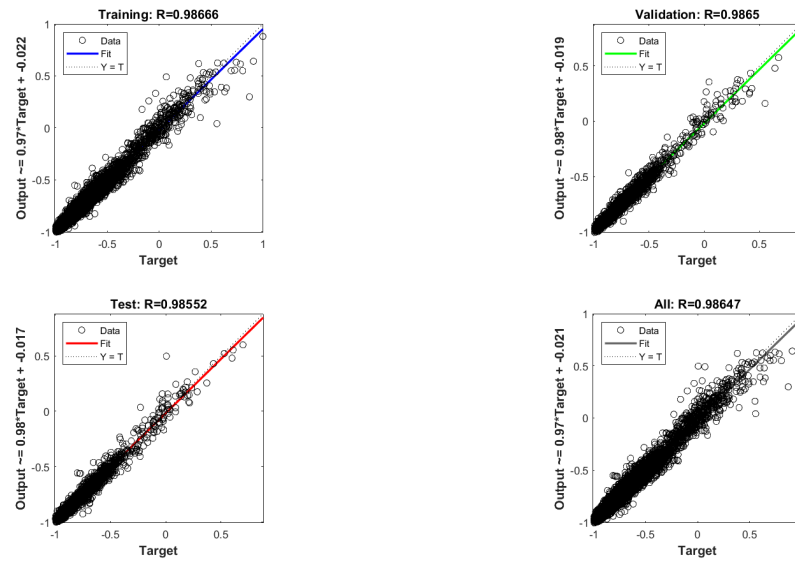 Training: R=0.98666
Output ~= 0.97*Target + -0.022
1
0.5
0
-0.5
-1
Data
Fit
Y = T
-1 -0.5 0 0.5 1
Target
Validation: R=0.9865
Output ~= 0.98*Target + -0.019
0.5
0
-0.5
-1
Data
Fit
Y = T
-1 -0.5 0 0.5
Target
Test: R=0.98552
Output ~= 0.98*Target + -0.017
0.5
0
-0.5
-1
Data
Fit
Y = T
-1 -0.5 0 0.5
Target
All: R=0.98647
Output ~= 0.97*Target + -0.021
1
0.5
0
-0.5
-1
Data
Fit
Y = T
-1 -0.5 0 0.5
Target